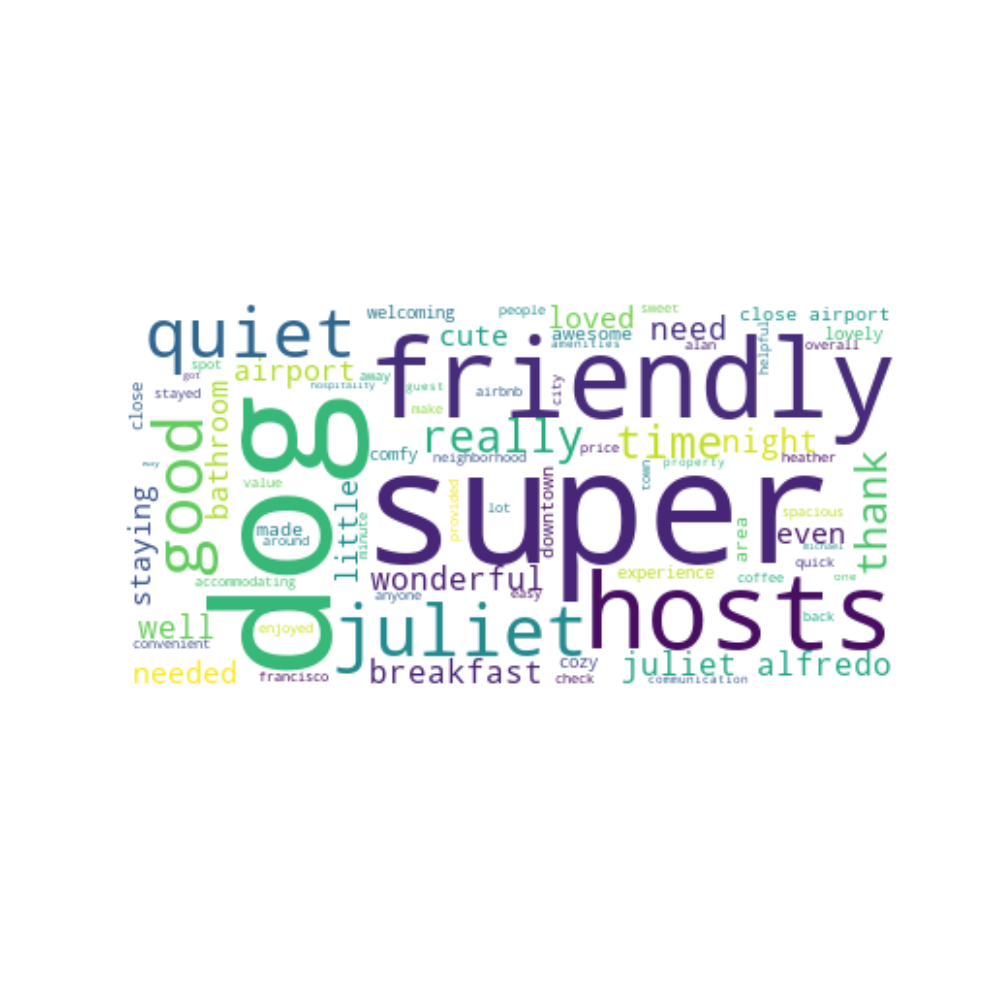 quiet
welcoming
people
loved
sweet
close airport
cute
awesome
need
helpful
lovely
amenities
alan
overall
friendly
spot
airport
away
got
hospitality
guest
airbnb
city
close
stayed
bathroom
make
good
dog
really
time
night
comfy
neighborhood
price
heather
may
value
little
super
town
property
thank
staying
minute
provided
lot
downtown
area
spacious
made
around
even
michael
accommodating
wonderful
experience
coffee
quick
one
anyone
easy
hosts
well
enjoyed
juliet
back
convenient
needed
francisco
breakfast
cozy
check
juliet alfredo
communication